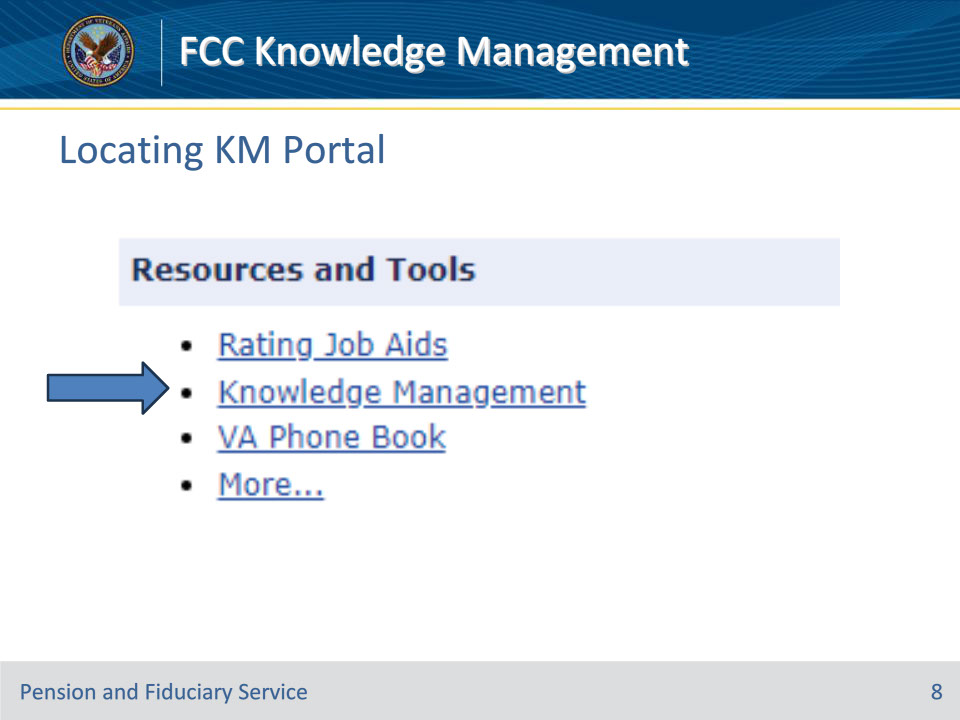 FCC Knowledge Management
Locating KM Portal
Resources and Tools
Rating Job Aids
Knowledge Management
VA Phone Book
More...
Pension and Fiduciary Service
8